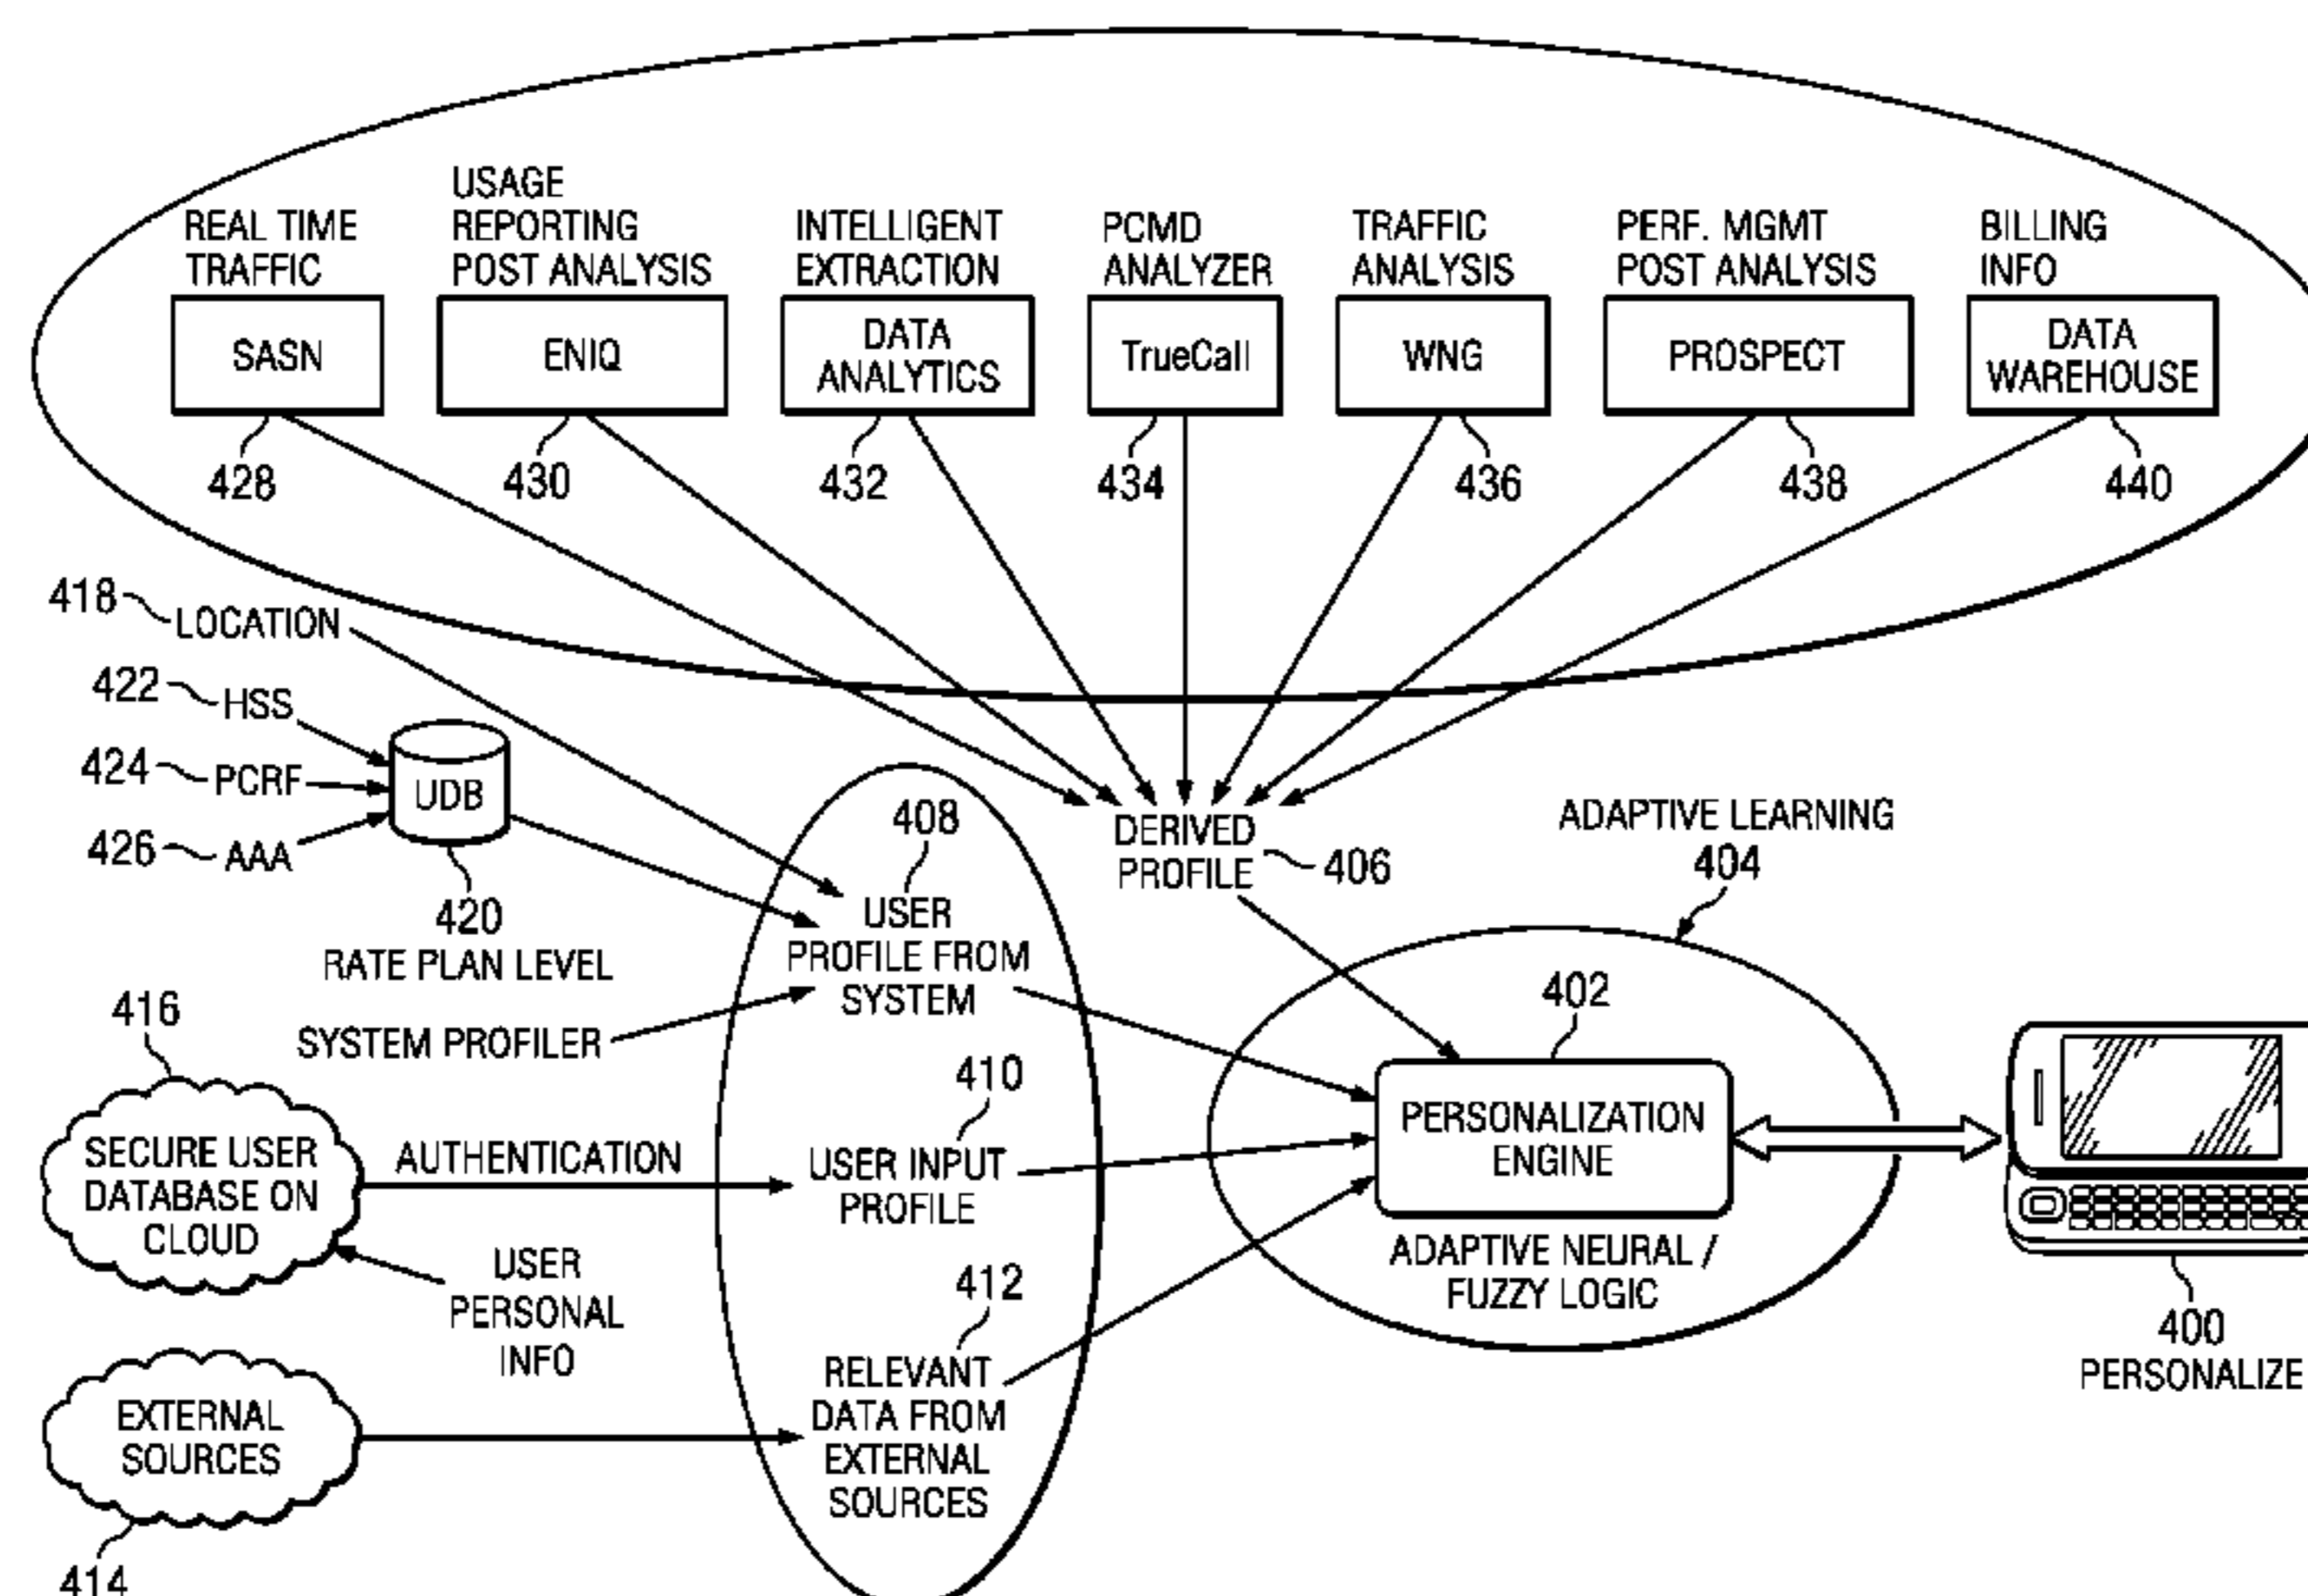 REAL TIME
TRAFFIC
USAGE
REPORTING
POST ANALYSIS
INTELLIGENT
EXTRACTION
PCMD
ANALYZER
TRAFFIC
ANALYSIS
PERF. MGMT
POST ANALYSIS
BILLING
INFO
SASN
ENIQ
DATA
ANALYTICS
TrueCall
WNG
PROSPECT
DATA
WAREHOUSE
428
430
432
434
436
438
440
418
LOCATION
422
HSS
424
PCRF
426
AAA
UDB
420
RATE PLAN LEVEL
SYSTEM PROFILER
408
USER
PROFILE FROM
SYSTEM
DERIVED
PROFILE
406
ADAPTIVE LEARNING
404
416
SECURE USER
DATABASE ON
CLOUD
AUTHENTICATION
USER
PERSONAL
INFO
410
USER INPUT
PROFILE
402
PERSONALIZATION
ENGINE
ADAPTIVE NEURAL /
FUZZY LOGIC
400
PERSONALIZE
412
RELEVANT
DATA FROM
EXTERNAL
SOURCES
EXTERNAL
SOURCES
414